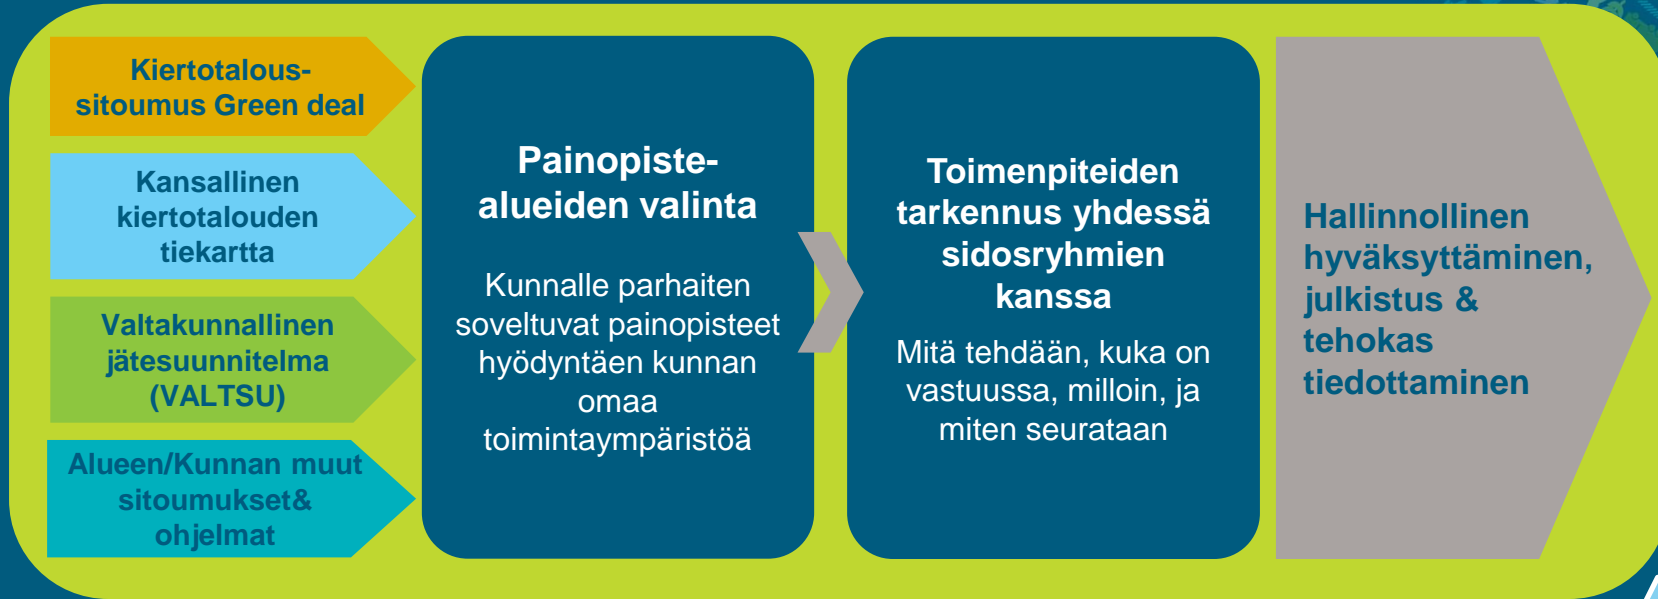 Kiertotalous-
sitoumus Green deal
Kansallinen
kiertotalouden
tiekartta
Valtakunnallinen
jätesuunnitelma
(VALTSU)
Alueen/Kunnan muut
sitoumukset&
ohjelmat
Painopiste-
alueiden valinta
Kunnalle parhaiten
soveltuvat painopisteet
hyödyntäen kunnan
omaa
toimintaympäristöä
Toimenpiteiden
tarkennus yhdessä
sidosryhmien
kanssa
Mitä tehdään, kuka on
vastuussa, milloin, ja
miten seurataan
Hallinnollinen
hyväksyttäminen,
julkistus &
tehokas
tiedottaminen